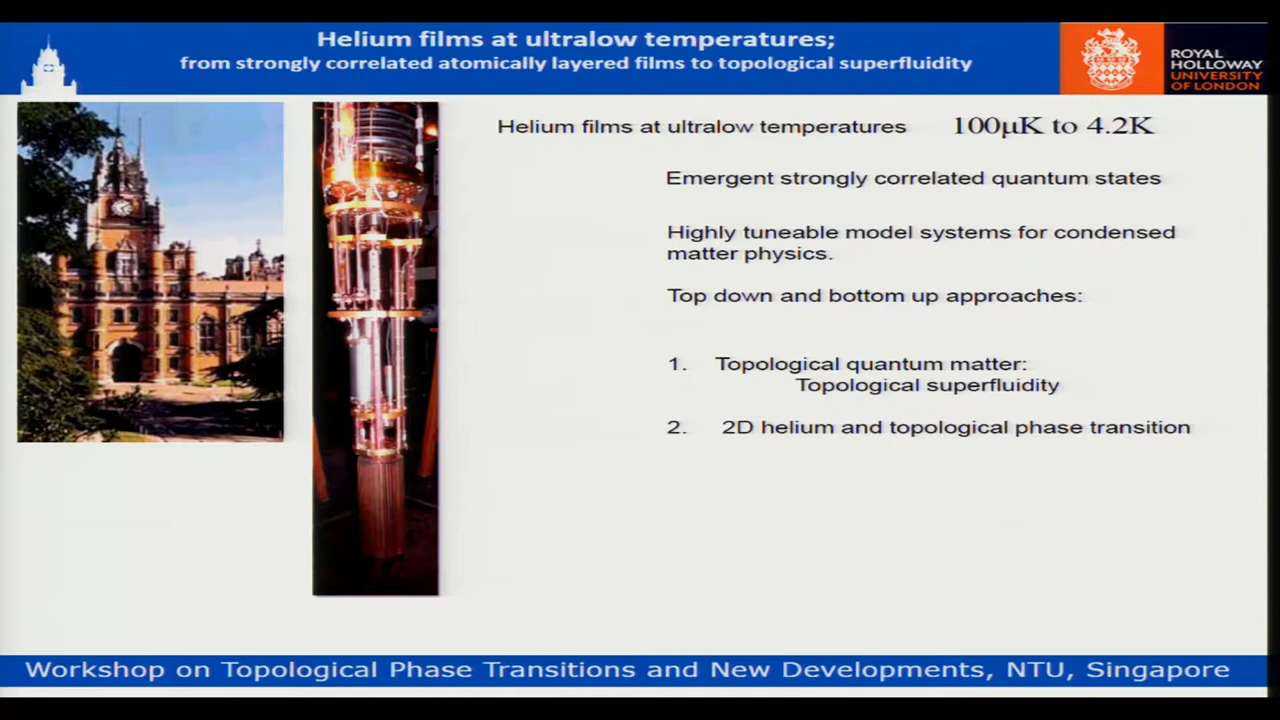 Helium films at ultralow temperatures;
from strongly correlated atomically layered films to topological superfluidity
ROYAL
HOLLOWAY
UNIVERSITY
OF LONDON
Helium films at ultralow temperatures 100μK to 4.2K
Emergent strongly correlated quantum states
Highly tuneable model systems for condensed
matter physics.
Top down and bottom up approaches:
1. Topological quantum matter:
Topological superfluidity
2. 2D helium and topological phase transition
Workshop on Topological Phase Transitions and New Developments, NTU, Singapore